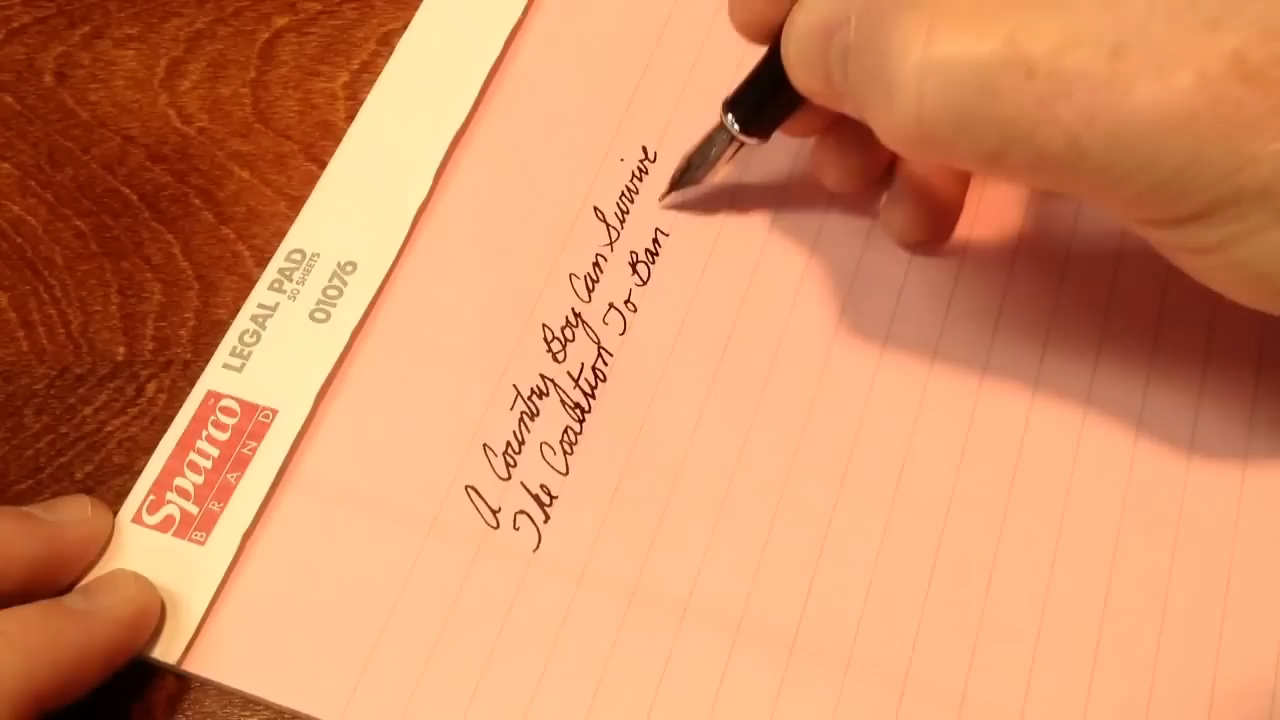 LEGAL PAD
50 SHEETS
01076
Sparco
BRAND
A Country Boy Can Survive
The Coalition To Ban